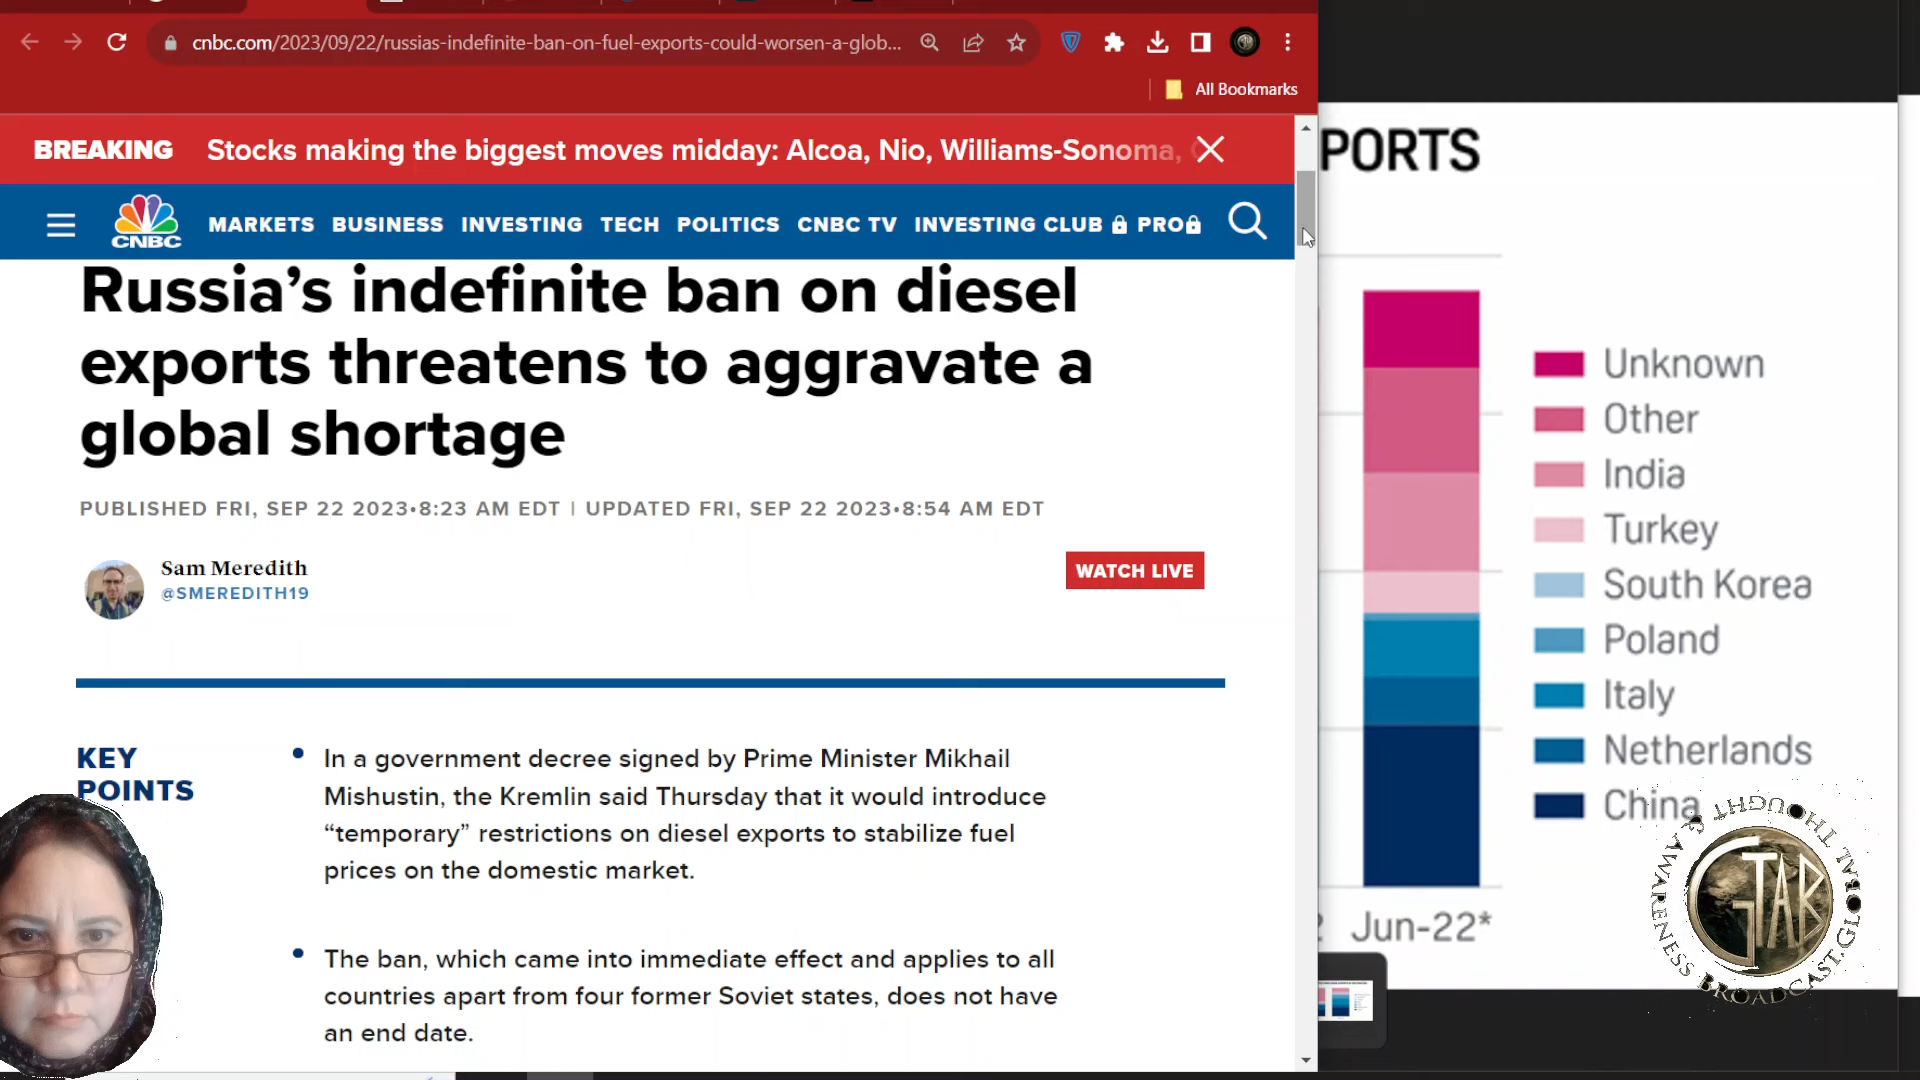 cnbc.com/2023/09/22/russias-indefinite-ban-on-fuel-exports-could-worsen-a-glob...
All Bookmarks
BREAKING Stocks making the biggest moves midday: Alcoa, Nio, Williams-Sonoma,
CNBC
MARKETS BUSINESS INVESTING TECH POLITICS CNBC TV INVESTING CLUB PRO
Russia’s indefinite ban on diesel
exports threatens to aggravate a
global shortage
PUBLISHED FRI, SEP 22 2023•8:23 AM EDT | UPDATED FRI, SEP 22 2023•8:54 AM EDT
Sam Meredith
@SMEREDITH19
WATCH LIVE
KEY
POINTS
• In a government decree signed by Prime Minister Mikhail
Mishustin, the Kremlin said Thursday that it would introduce
“temporary” restrictions on diesel exports to stabilize fuel
prices on the domestic market.
• The ban, which came into immediate effect and applies to all
countries apart from four former Soviet states, does not have
an end date.
PORTS
Unknown
Other
India
Turkey
South Korea
Poland
Italy
Netherlands
China
2 Jun-22*
GTAB
GLOBAL THOUGHT & AWARENESS BROADCAST.